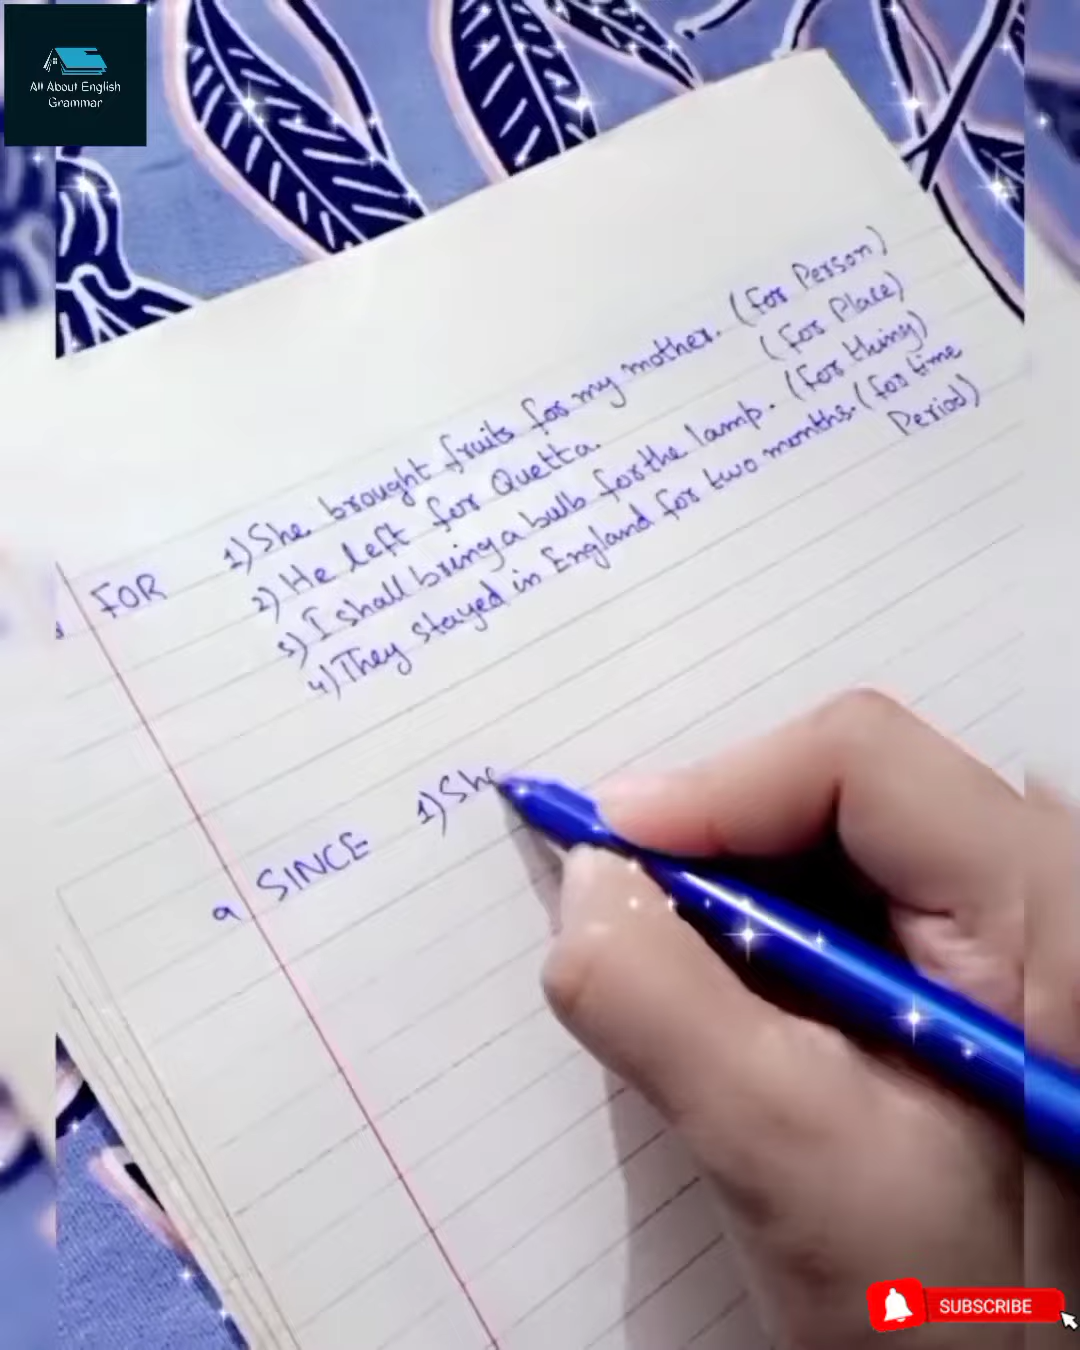 All About English
Grammar
FOR 1) She brought fruits for my mother. (For Person)
2) He left for Quetta. (For Place)
3) I shall bring a bulb for the lamp. (For thing)
4) They stayed in England for two months. (for time
Period)
SINCE 1) She
SUBSCRIBE